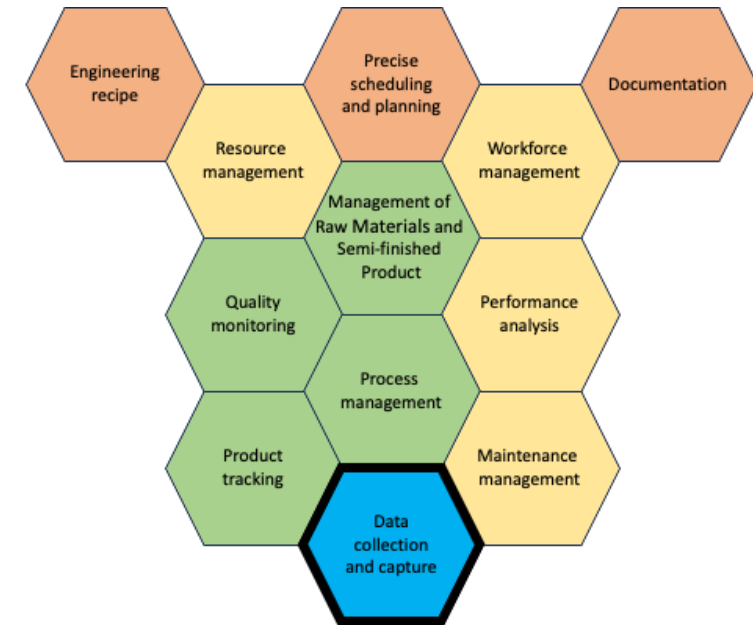 Engineering
recipe
Precise
scheduling
and planning
Documentation
Resource
management
Workforce
management
Management of
Raw Materials and
Semi-finished
Product
Quality
monitoring
Performance
analysis
Process
management
Product
tracking
Maintenance
management
Data
collection
and capture